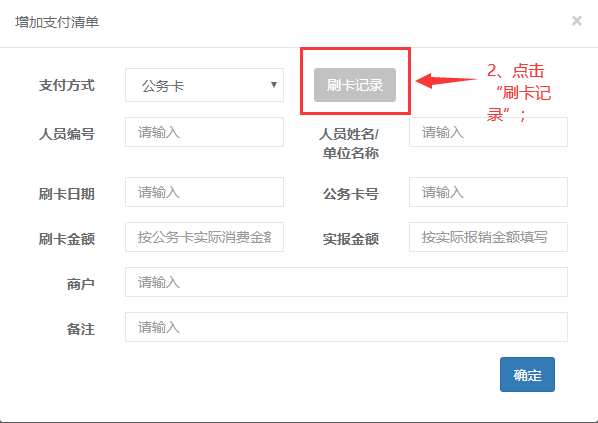 增加支付清单 ×
支付方式 公务卡 刷卡记录
2、点击
“刷卡记
录”；
人员编号 请输入 人员姓名/ 请输入
单位名称
刷卡日期 请输入 公务卡号 请输入
刷卡金额 按公务卡实际消费金额 实报金额 按实际报销金额填写
商户 请输入
备注 请输入
确定